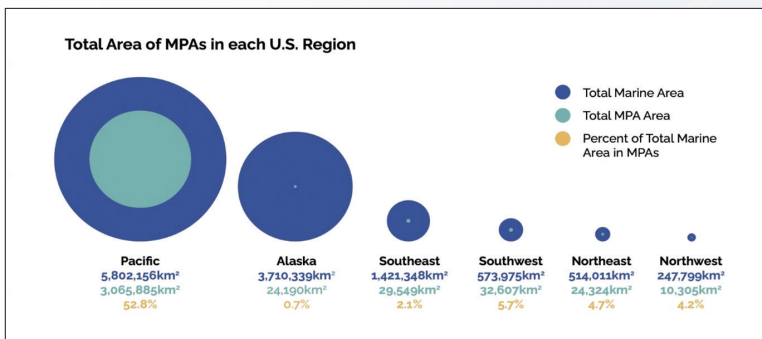 Total Area of MPAs in each U.S. Region
Total Marine Area
Total MPA Area
Percent of Total Marine
Area in MPAs
Pacific
5,802,156km²
3,065,885km²
52.8%
Alaska
3,710,339km²
24,190km²
0.7%
Southeast
1,421,348km²
29,549km²
2.1%
Southwest
573,975km²
32,607km²
5.7%
Northeast
514,011km²
24,324km²
4.7%
Northwest
247,799km²
10,305km²
4.2%